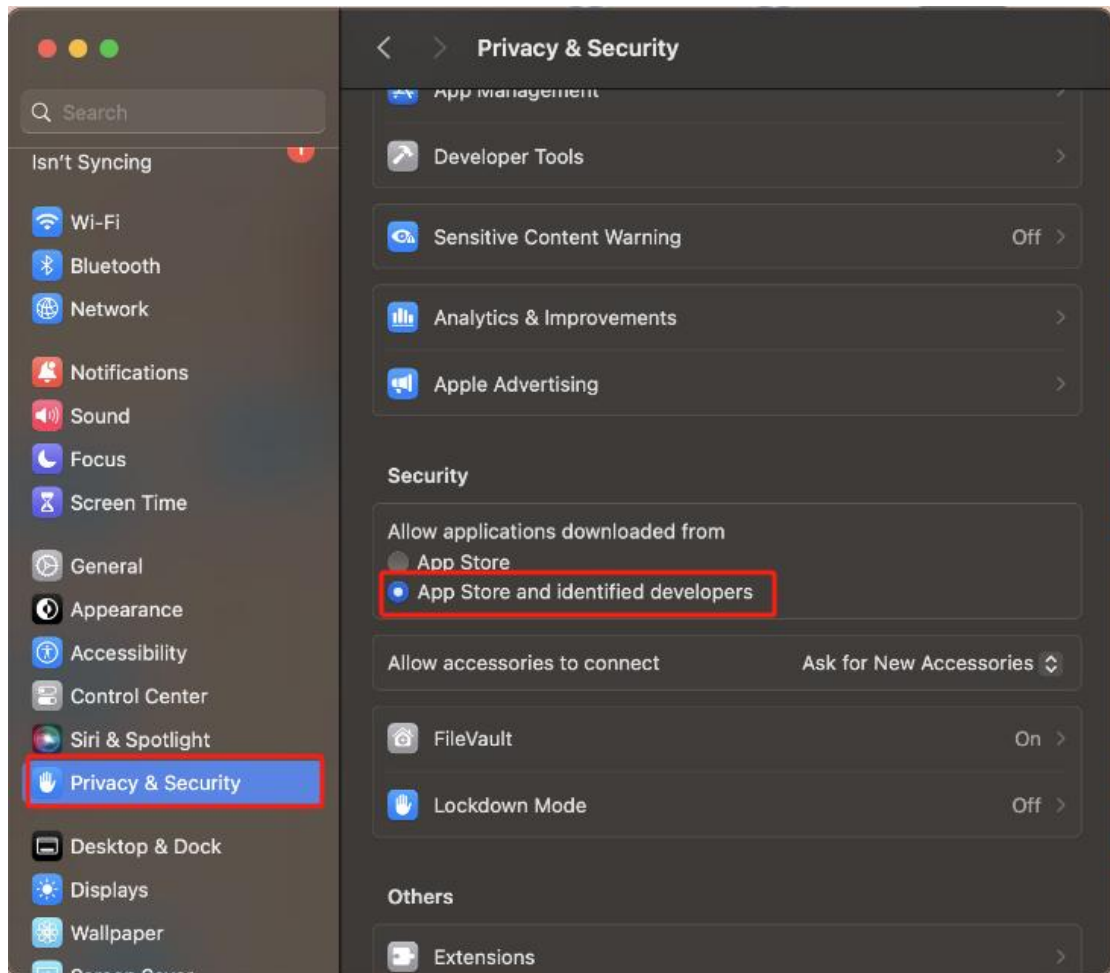 Privacy & Security
Search
Isn't Syncing
Wi-Fi
Bluetooth
Network
Notifications
Sound
Focus
Screen Time
General
Appearance
Accessibility
Control Center
Siri & Spotlight
Privacy & Security
Desktop & Dock
Displays
Wallpaper
App Management
Developer Tools
Sensitive Content Warning Off
Analytics & Improvements
Apple Advertising
Security
Allow applications downloaded from
App Store
App Store and identified developers
Allow accessories to connect Ask for New Accessories
FileVault On
Lockdown Mode Off
Others
Extensions